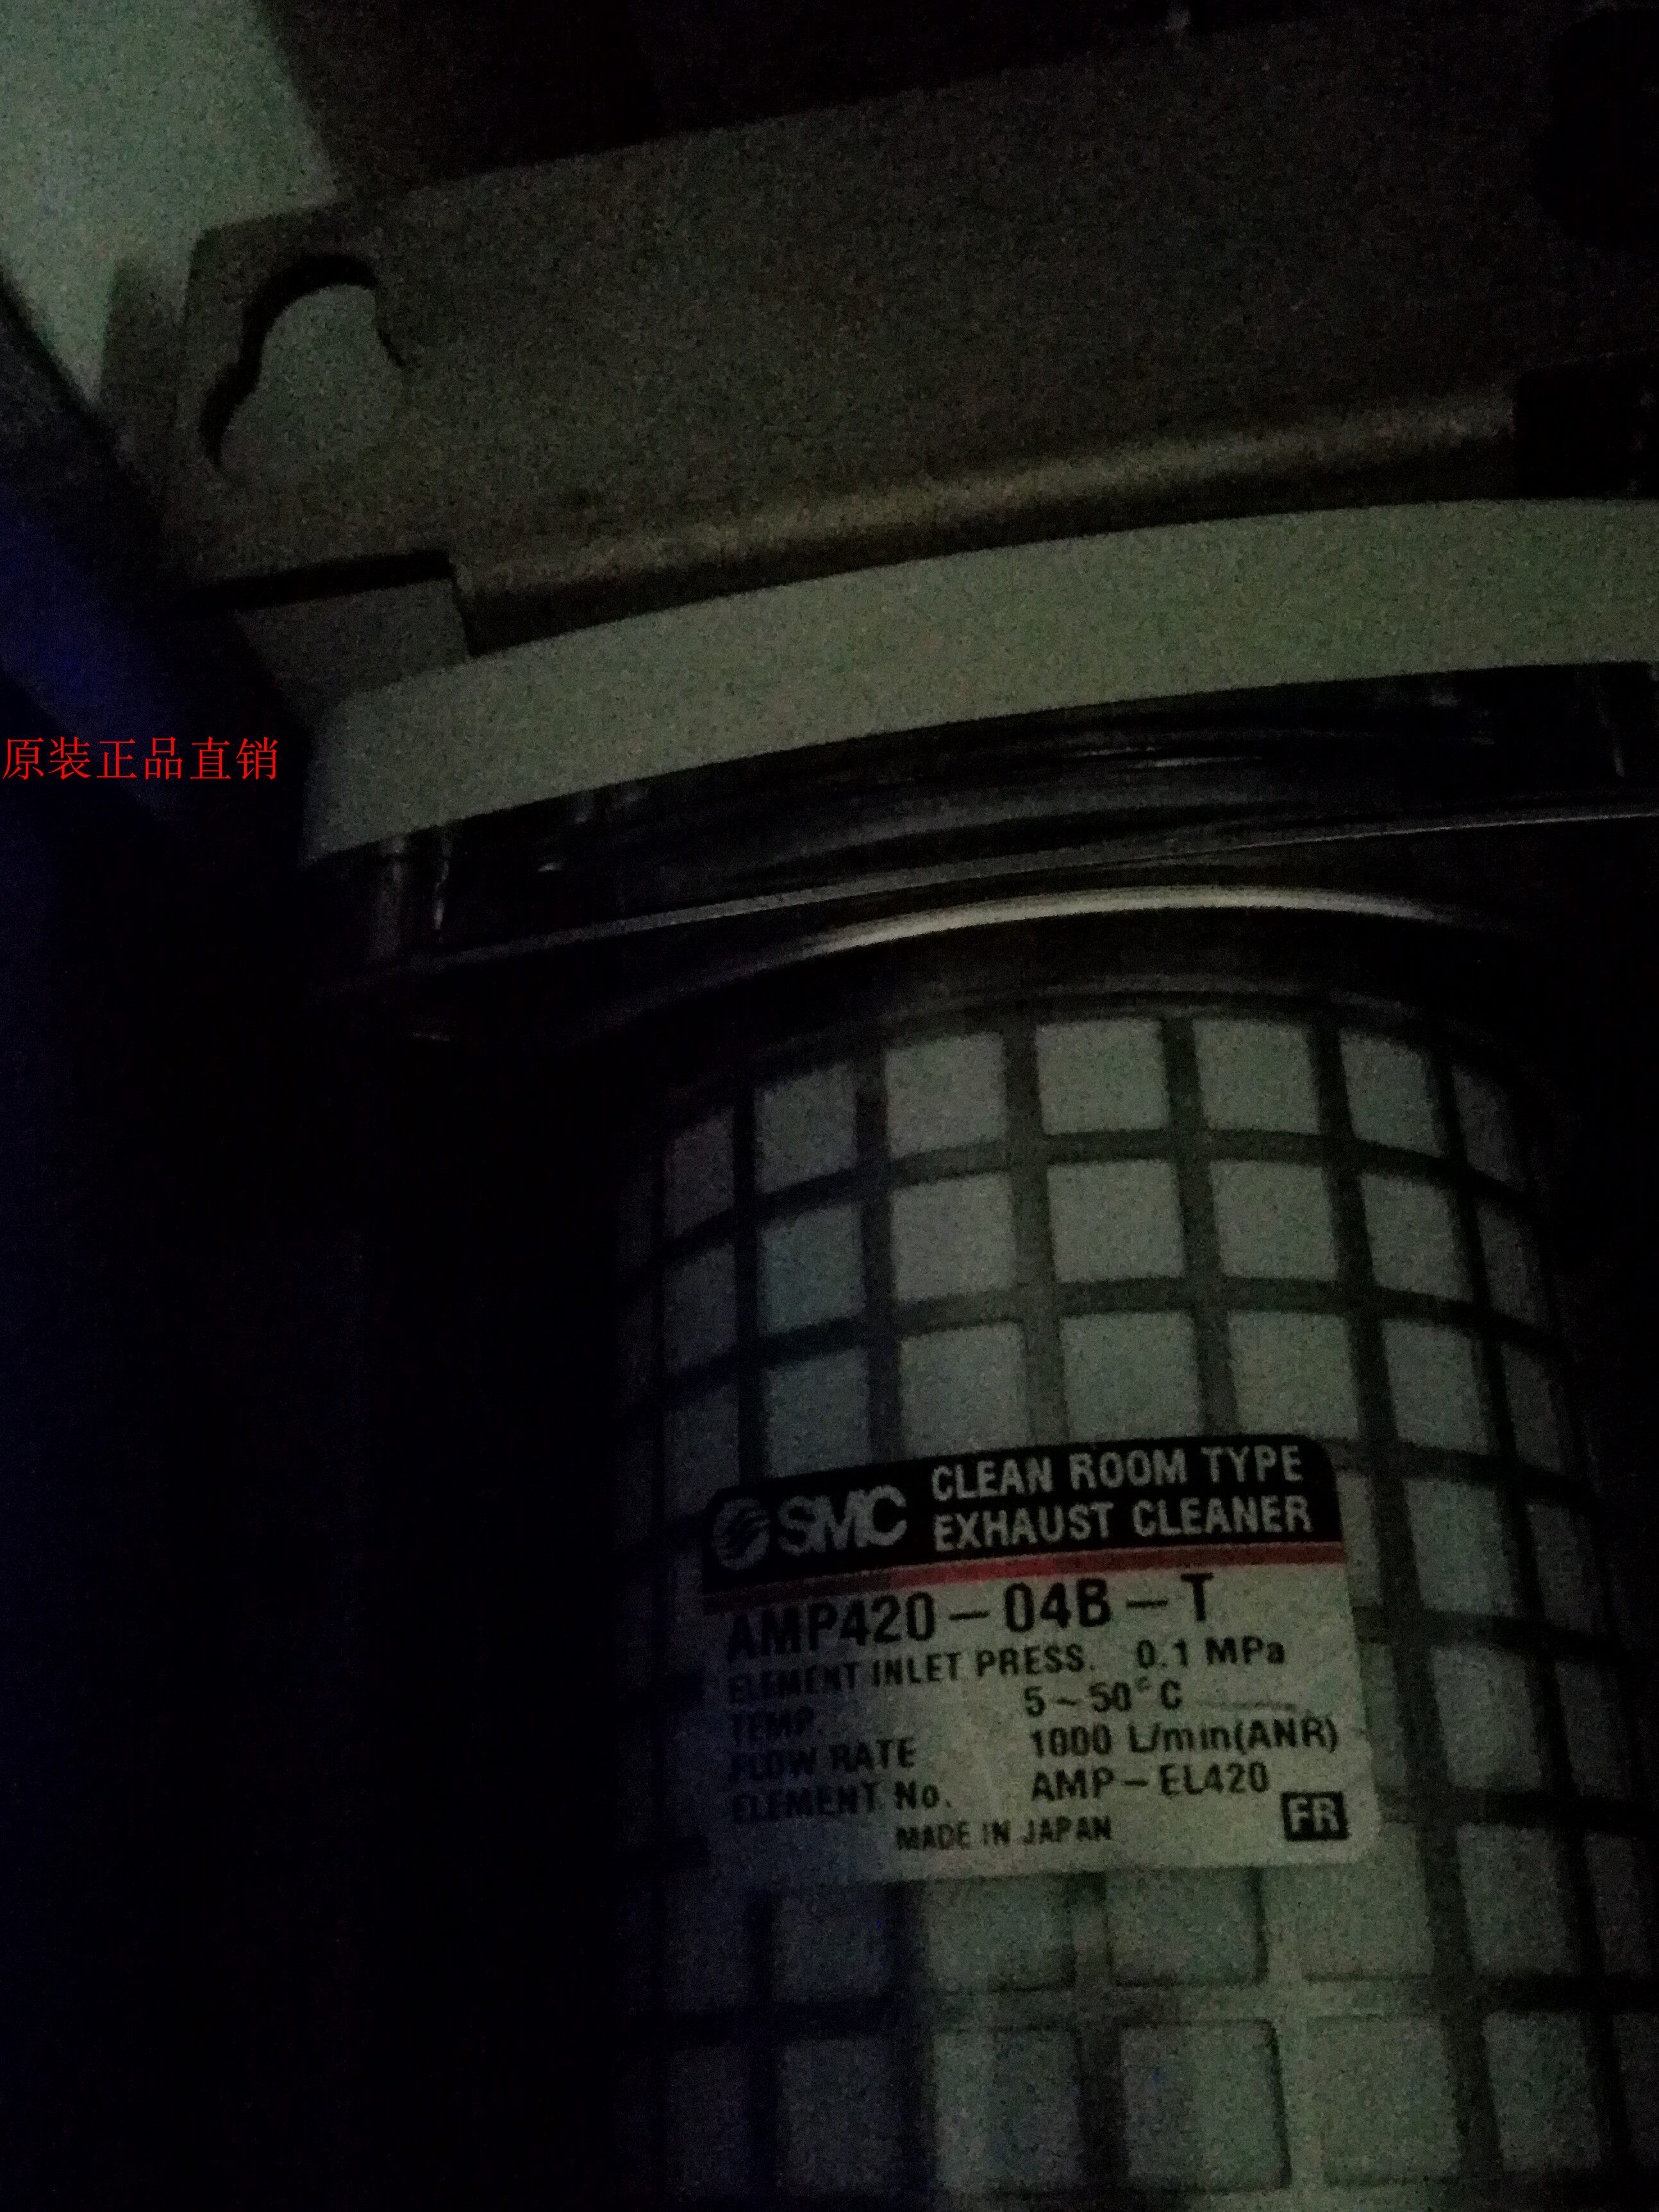 原装正品直销
SMC CLEAN ROOM TYPE
EXHAUST CLEANER
AMP420-04B-T
ELEMENT INLET PRESS. 0.1 MPa
TEMP. 5~50°C
FLOW RATE 1000 L/min(ANR)
ELEMENT No. AMP-EL420
MADE IN JAPAN FR